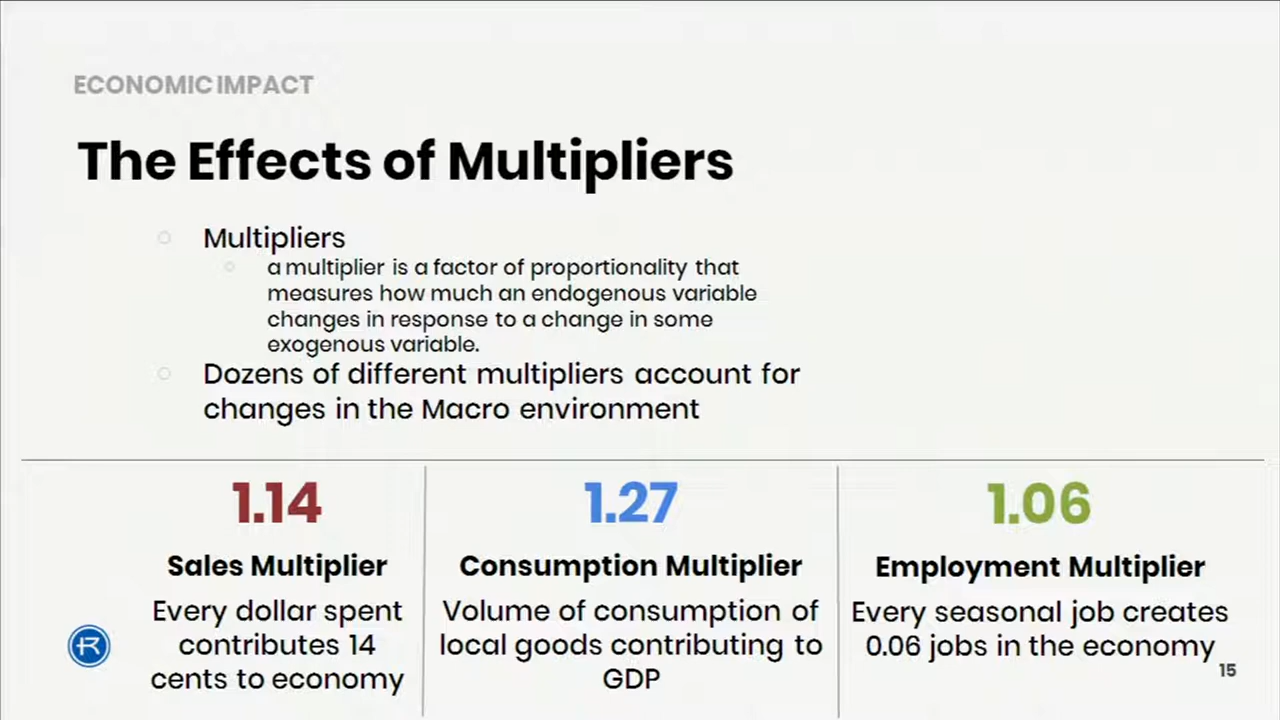 ECONOMIC IMPACT
The Effects of Multipliers
Multipliers
a multiplier is a factor of proportionality that
measures how much an endogenous variable
changes in response to a change in some
exogenous variable.
Dozens of different multipliers account for
changes in the Macro environment
1.14
Sales Multiplier
Every dollar spent
contributes 14
cents to economy
1.27
Consumption Multiplier
Volume of consumption of
local goods contributing to
GDP
1.06
Employment Multiplier
Every seasonal job creates
0.06 jobs in the economy
R
15